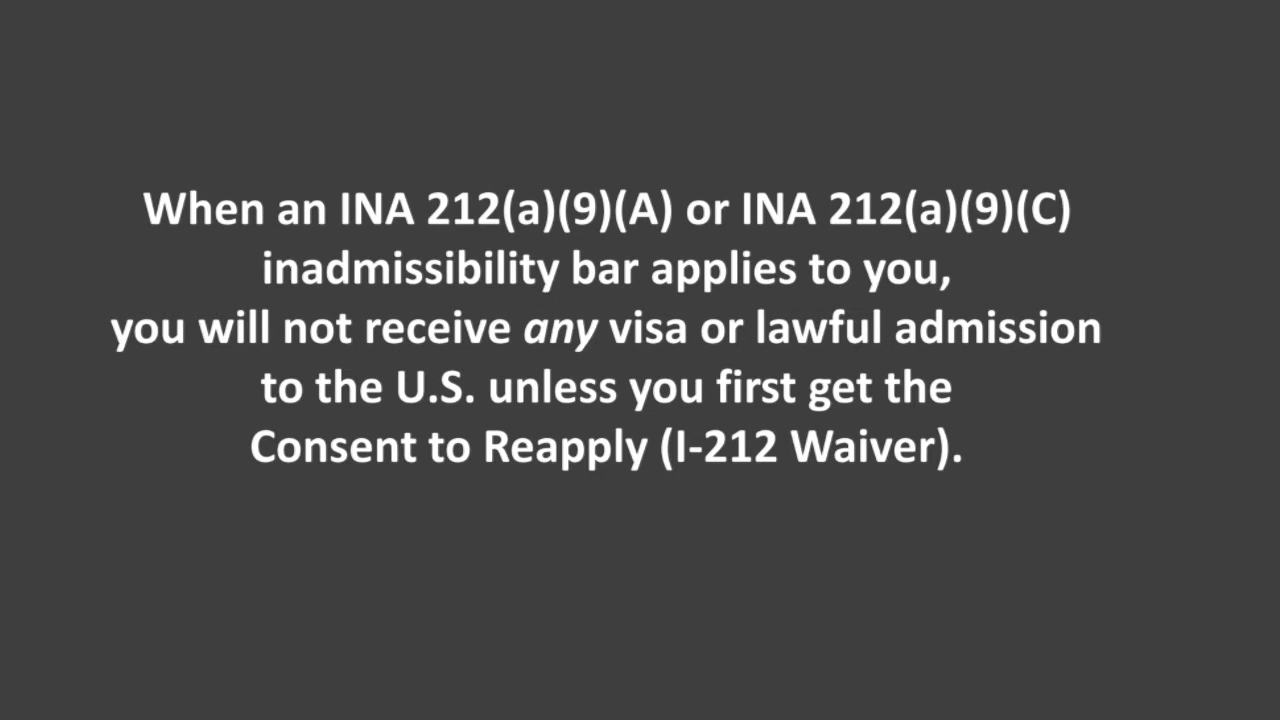 When an INA 212(a)(9)(A) or INA 212(a)(9)(C)
inadmissibility bar applies to you,
you will not receive any visa or lawful admission
to the U.S. unless you first get the
Consent to Reapply (I-212 Waiver).